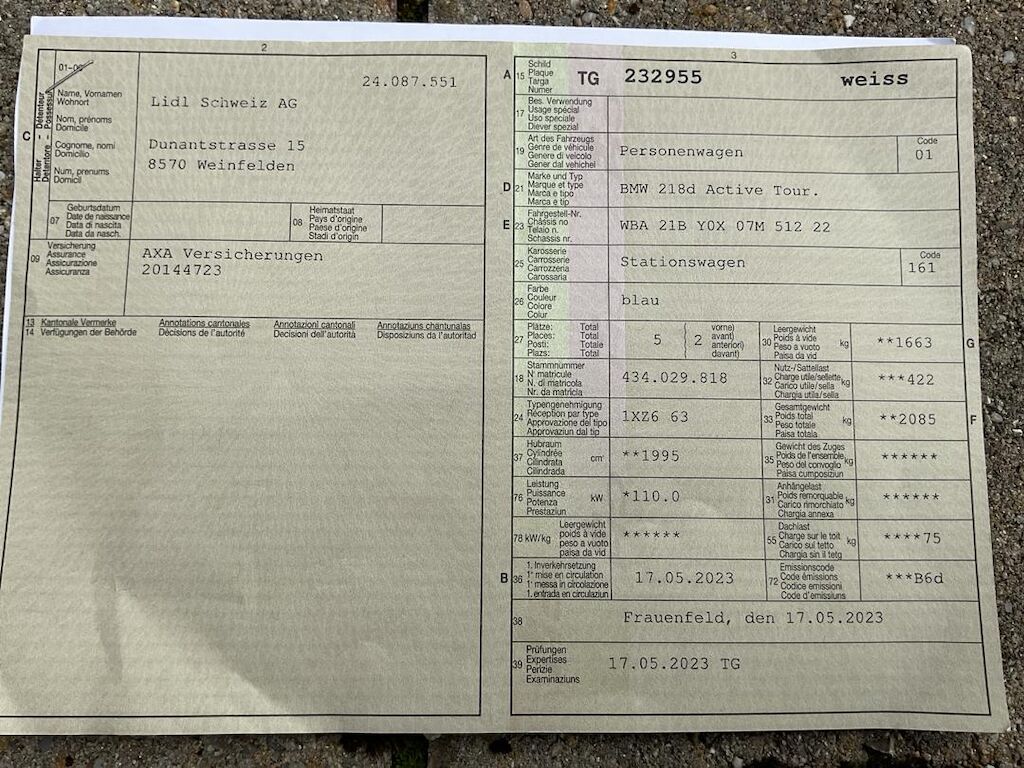 2
01-06
24.087.551
C
Halter Détenteur
Detentore -- Possessur
Name, Vornamen
Wohnort
Nom, prénoms
Domicile
Cognome, nomi
Domicilio
Num, prenums
Domicil
Lidl Schweiz AG
Dunantstrasse 15
8570 Weinfelden
07
Geburtsdatum
Date de naissance
Data di nascita
Data da nasch.
08
Heimatstaat
Pays d'origine
Paese d'origine
Stadi d'origin
09
Versicherung
Assurance
Assicurazione
Assicuranza
AXA Versicherungen
20144723
13 Kantonale Vermerke Annotations cantonales Annotazioni cantonali Annotaziuns chantunalas
14 Verfügungen der Behörde Décisions de l'autorité Decisioni dell'autorità Disposiziuns da l'autoritad
3
A 15
Schild
Plaque
Targa
Numer
TG 232955 weiss
17
Bes. Verwendung
Usage spécial
Uso speciale
Diever spezial
19
Art des Fahrzeugs
Genre de véhicule
Genere di veicolo
Gener dal vehichel
Personenwagen
Code
01
D 21
Marke und Typ
Marque et type
Marca e tipo
Marca e tip
BMW 218d Active Tour.
E 23
Fahrgestell-Nr.
Châssis no
Telaio n.
Schassis nr.
WBA 21B Y0X 07M 512 22
25
Karosserie
Carrosserie
Carrozzeria
Carossaria
Stationswagen
Code
161
26
Farbe
Couleur
Colore
Colur
blau
27
Plätze: Total
Places: Total
Posti: Totale
Plazs: Total
5 ( 2
vorne)
avant)
anteriori)
davant)
30
Leergewicht
Poids à vide
Peso a vuoto
Paisa da vid
kg
**1663
G
18
Stammnummer
N° matricule
N. di matricola
Nr. da matricla
434.029.818
32
Nutz-/Sattellast
Charge utile/sellette
Carico utile/sella
Chargia utila/sella
kg
***422
24
Typengenehmigung
Réception par type
Approvazione del tipo
Approvaziun dal tip
1XZ6 63
33
Gesamtgewicht
Poids total
Peso totale
Paisa totala
kg
**2085
F
37
Hubraum
Cylindrée
Cilindrata
Cilindrada
cm³
**1995
35
Gewicht des Zuges
Poids de l'ensemble
Peso del convoglio
Paisa cumposiziun
kg
******
76
Leistung
Puissance
Potenza
Prestaziun
kW
*110.0
31
Anhängelast
Poids remorquable
Carico rimorchiato
Chargia annexa
kg
******
78 kW/kg
Leergewicht
poids à vide
peso a vuoto
paisa da vid
******
55
Dachlast
Charge sur le toit
Carico sul tetto
Chargia sin il tetg
kg
****75
B 36
1. Inverkehrsetzung
1re mise en circulation
1a messa in circolazione
1. entrada en circulaziun
17.05.2023
72
Emissionscode
Code émissions
Codice emissioni
Code d'emissiuns
***B6d
38
Frauenfeld, den 17.05.2023
39
Prüfungen
Expertises
Perizie
Examinaziuns
17.05.2023 TG